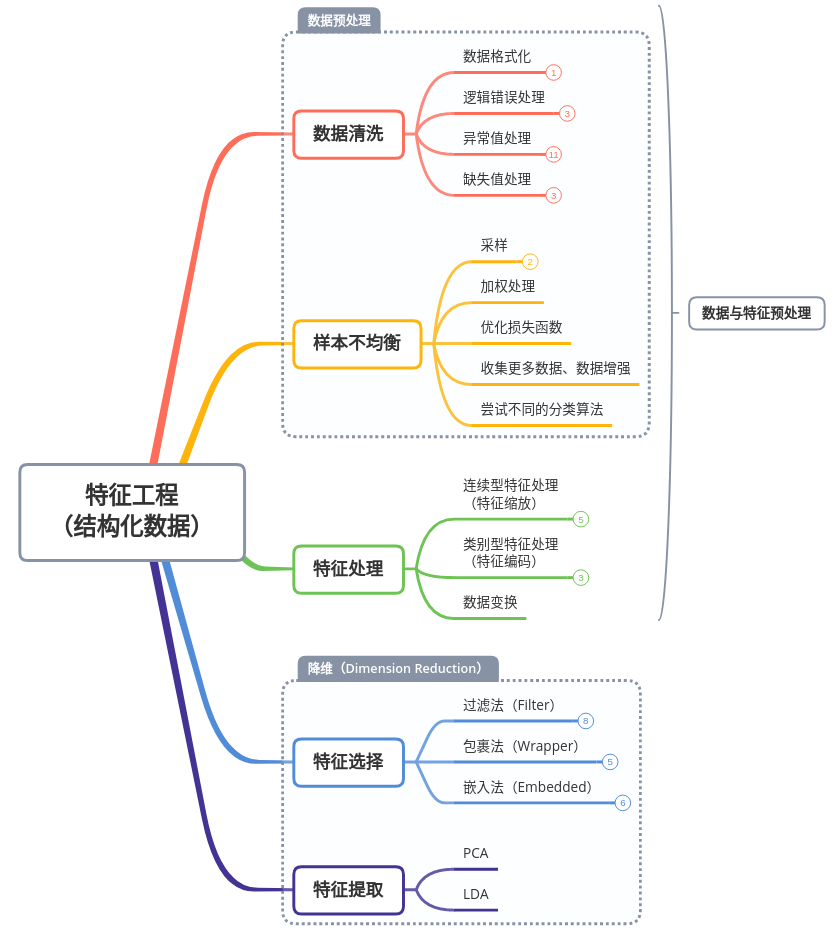 数据预处理
数据格式化
1
逻辑错误处理
3
数据清洗
异常值处理
11
缺失值处理
3
采样
2
加权处理
样本不均衡
优化损失函数
收集更多数据、数据增强
尝试不同的分类算法
数据与特征预处理
特征工程
（结构化数据）
连续型特征处理
（特征缩放）
5
特征处理
类别型特征处理
（特征编码）
3
数据变换
降维（Dimension Reduction）
过滤法（Filter）
8
特征选择
包裹法（Wrapper）
5
嵌入法（Embedded）
6
特征提取
PCA
LDA